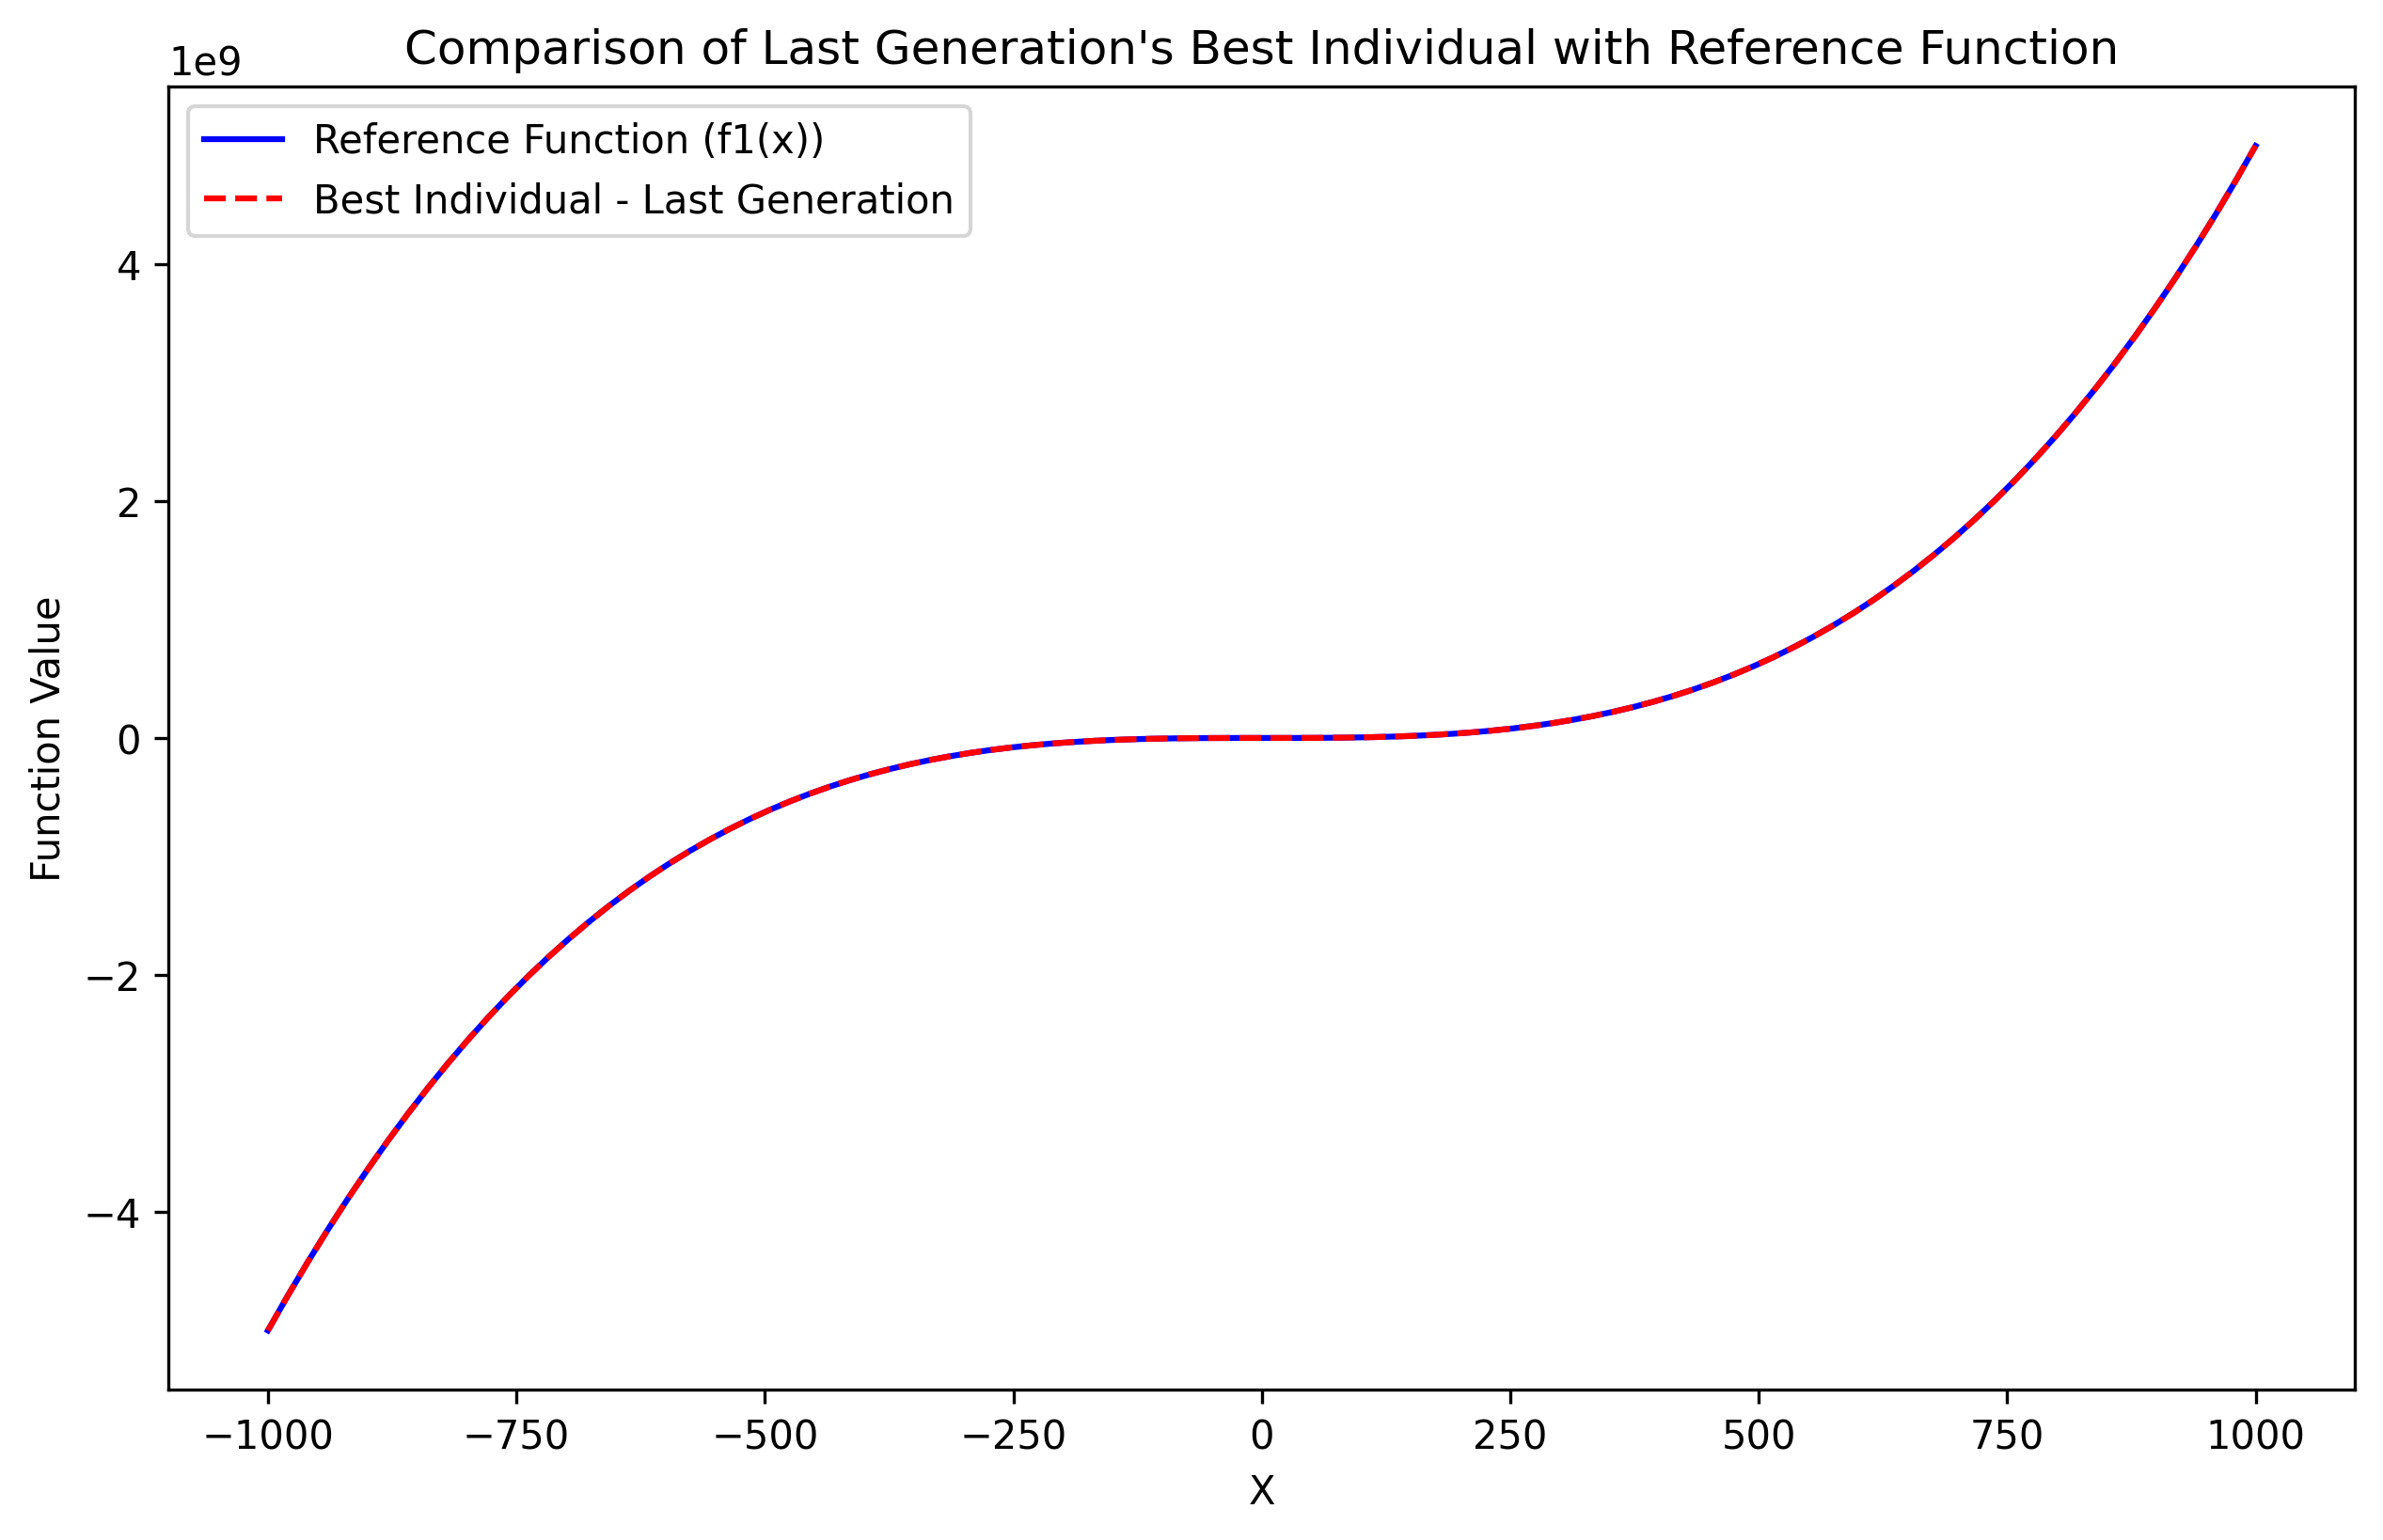 Comparison of Last Generation's Best Individual with Reference Function
1e9
Reference Function (f1(x))
Best Individual - Last Generation
4
2
0
−2
−4
Function Value
−1000 −750 −500 −250 0 250 500 750 1000
X